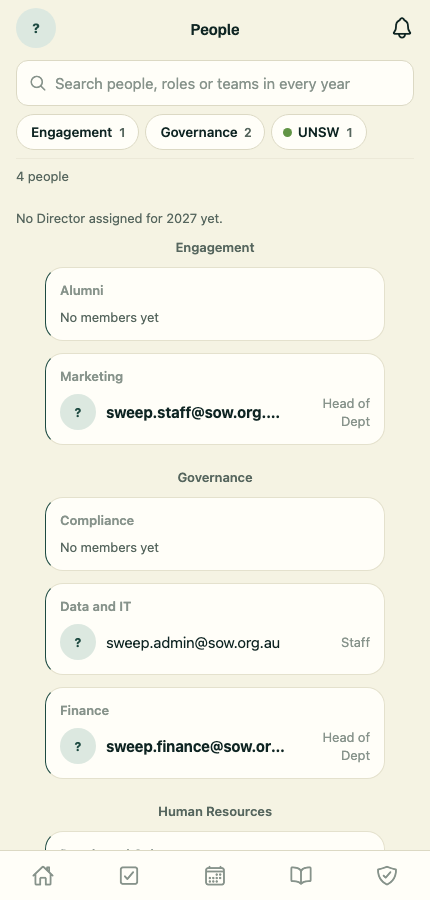 ?
People
Search people, roles or teams in every year
Engagement 1
Governance 2
UNSW 1
4 people
No Director assigned for 2027 yet.
Engagement
Alumni
No members yet
Marketing
?
sweep.staff@sow.org....
Head of
Dept
Governance
Compliance
No members yet
Data and IT
?
sweep.admin@sow.org.au
Staff
Finance
?
sweep.finance@sow.or...
Head of
Dept
Human Resources